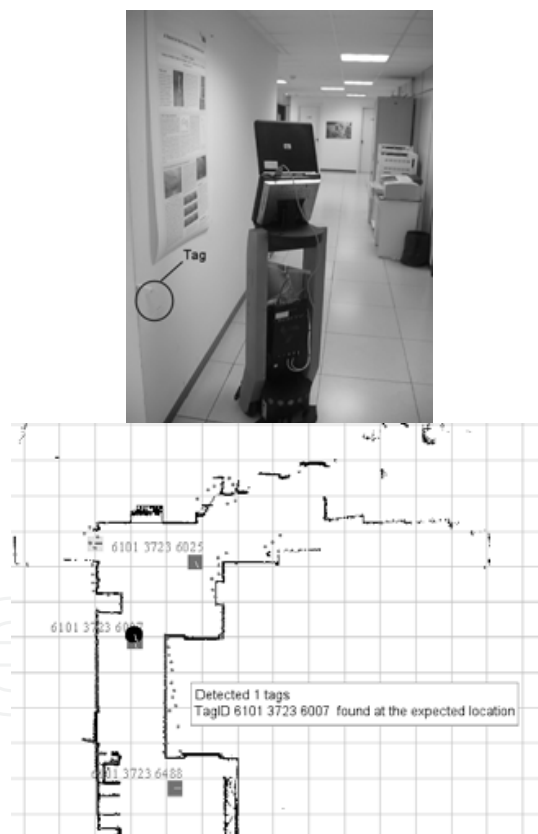 Tag
6101 3723 6025
6101 3723 6007
Detected 1 tags
TagID 6101 3723 6007 found at the expected location
6101 3723 6488